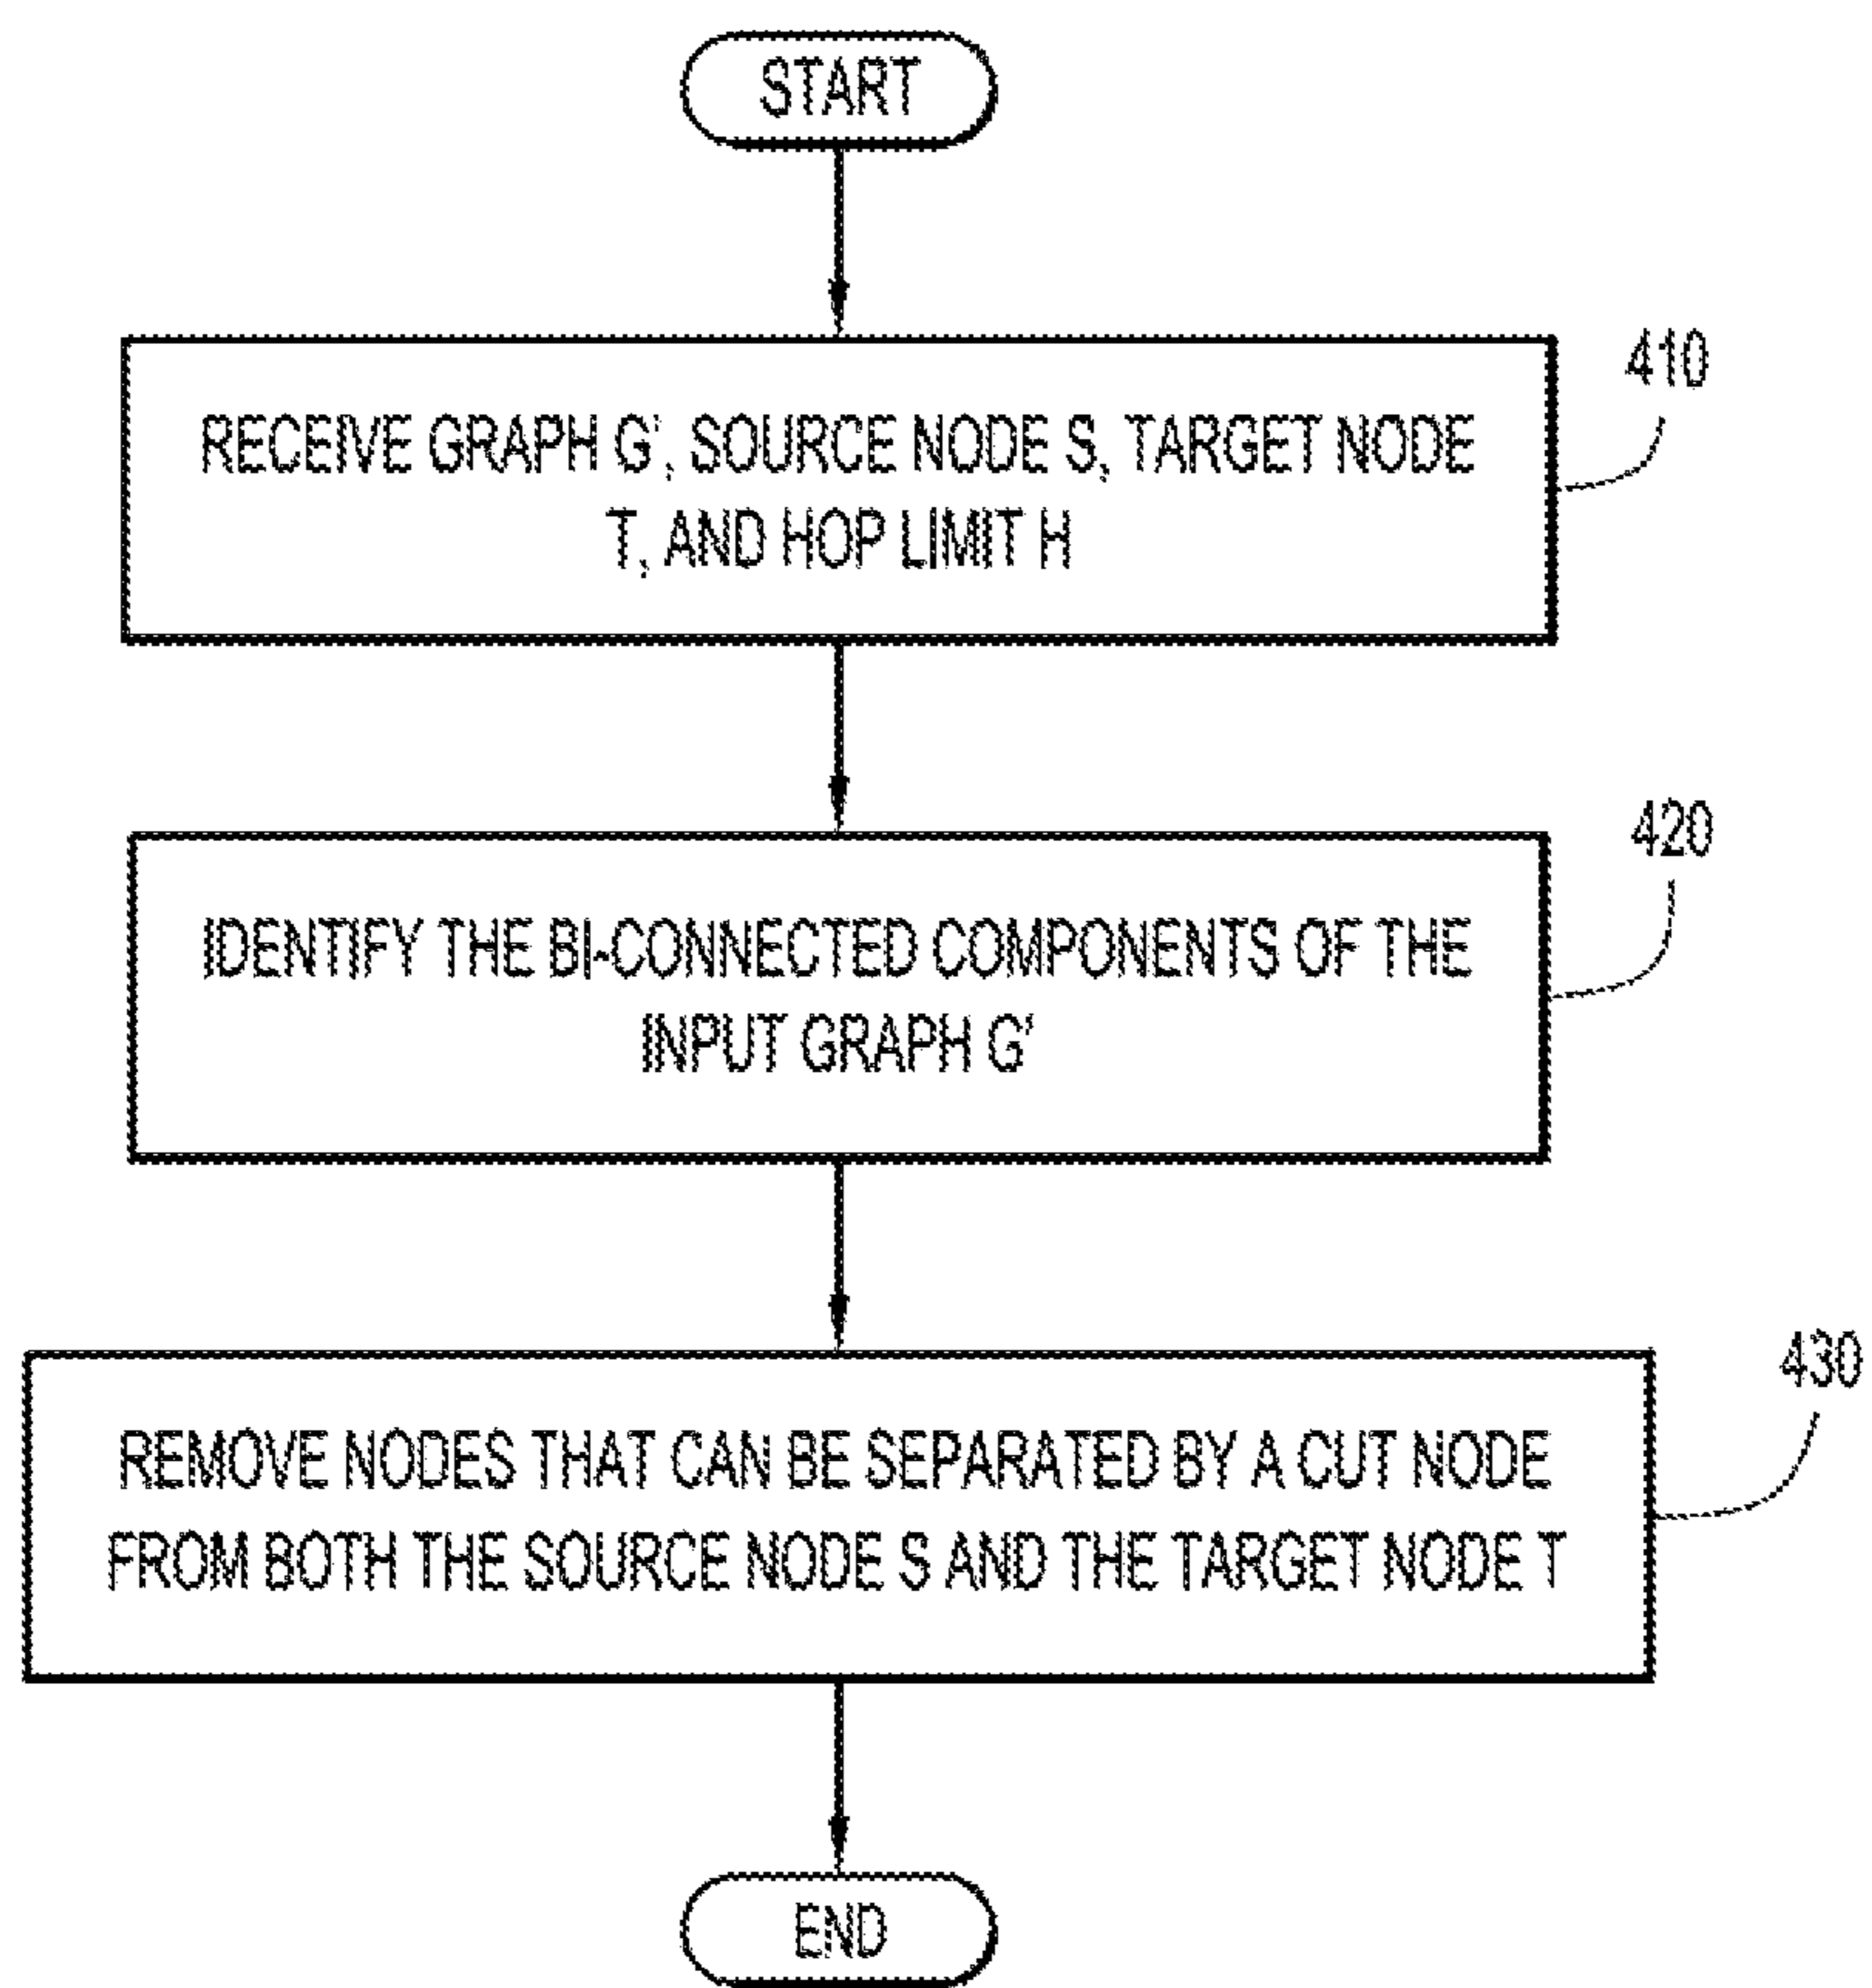 START
410
RECEIVE GRAPH G', SOURCE NODE S, TARGET NODE
T, AND HOP LIMIT H
420
IDENTIFY THE BI-CONNECTED COMPONENTS OF THE
INPUT GRAPH G'
430
REMOVE NODES THAT CAN BE SEPARATED BY A CUT NODE
FROM BOTH THE SOURCE NODE S AND THE TARGET NODE T
END